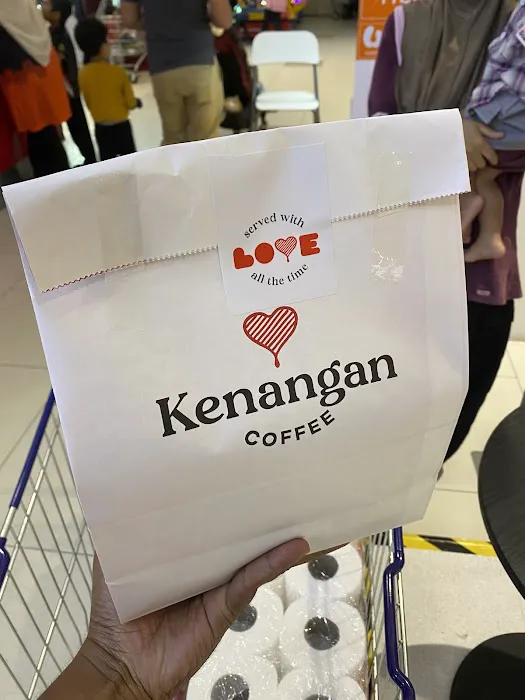 served with
LOVE
all the time
Kenangan
COFFEE